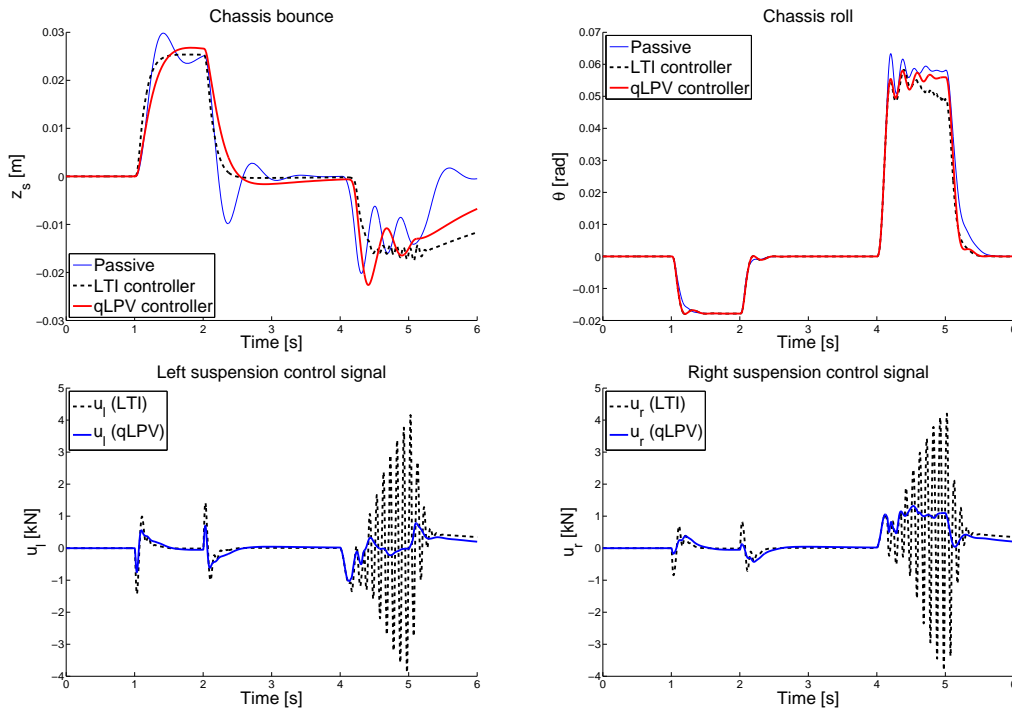 Chassis bounce
0.03
0.02
0.01
0
−0.01
−0.02
−0.03
z_s [m]
Passive
LTI controller
qLPV controller
0 1 2 3 4 5 6
Time [s]
Chassis roll
0.07
0.06
0.05
0.04
0.03
0.02
0.01
0
−0.01
−0.02
θ [rad]
Passive
LTI controller
qLPV controller
0 1 2 3 4 5 6
Time [s]
Left suspension control signal
5
4
3
2
1
0
−1
−2
−3
−4
u_l [kN]
u_l (LTI)
u_l (qLPV)
0 1 2 3 4 5 6
Time [s]
Right suspension control signal
5
4
3
2
1
0
−1
−2
−3
−4
u_r [kN]
u_r (LTI)
u_r (qLPV)
0 1 2 3 4 5 6
Time [s]